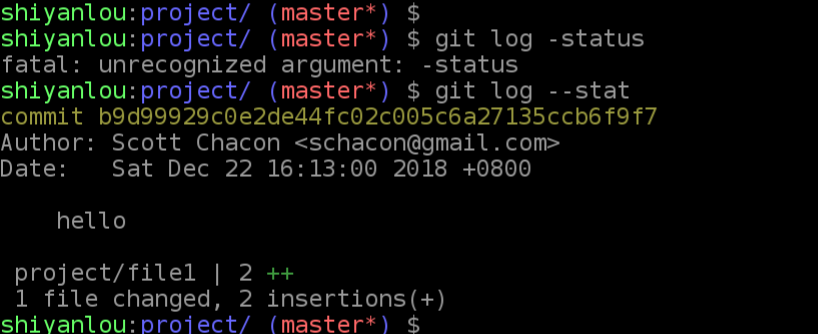 shiyanlou:project/ (master*) $
shiyanlou:project/ (master*) $ git log -status
fatal: unrecognized argument: -status
shiyanlou:project/ (master*) $ git log --stat
commit b9d99929c0e2de44fc02c005c6a27135ccb6f9f7
Author: Scott Chacon <schacon@gmail.com>
Date:   Sat Dec 22 16:13:00 2018 +0800
    hello
 project/file1 | 2 ++
 1 file changed, 2 insertions(+)
shiyanlou:project/ (master*) $